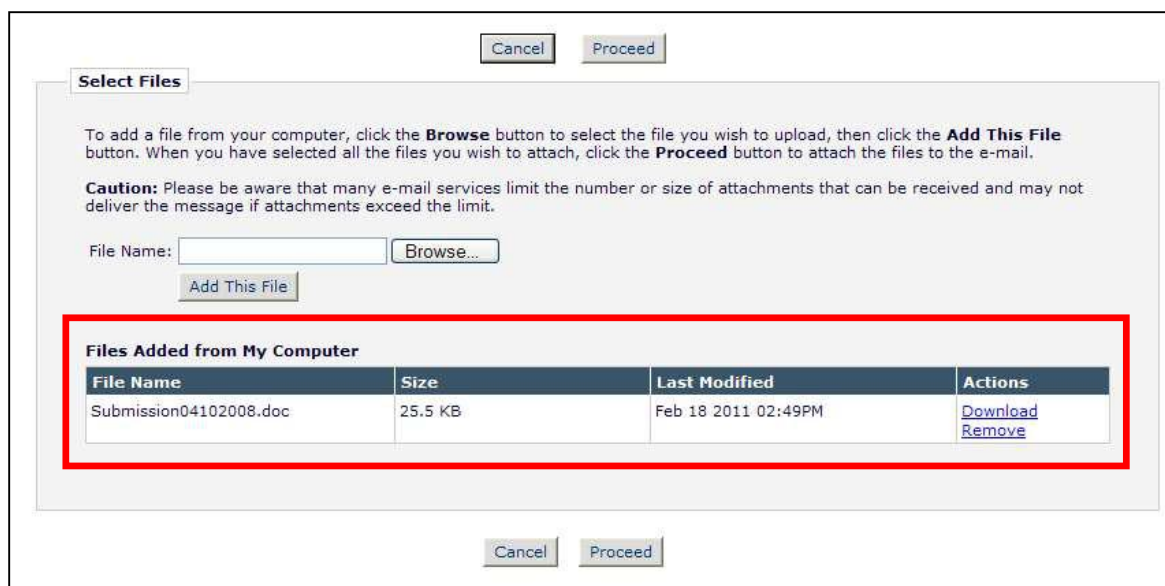 Cancel Proceed
Select Files
To add a file from your computer, click the Browse button to select the file you wish to upload, then click the Add This File
button. When you have selected all the files you wish to attach, click the Proceed button to attach the files to the e-mail.
Caution: Please be aware that many e-mail services limit the number or size of attachments that can be received and may not
deliver the message if attachments exceed the limit.
File Name: Browse...
Add This File
Files Added from My Computer
File Name Size Last Modified Actions
Submission04102008.doc 25.5 KB Feb 18 2011 02:49PM Download
Remove
Cancel Proceed